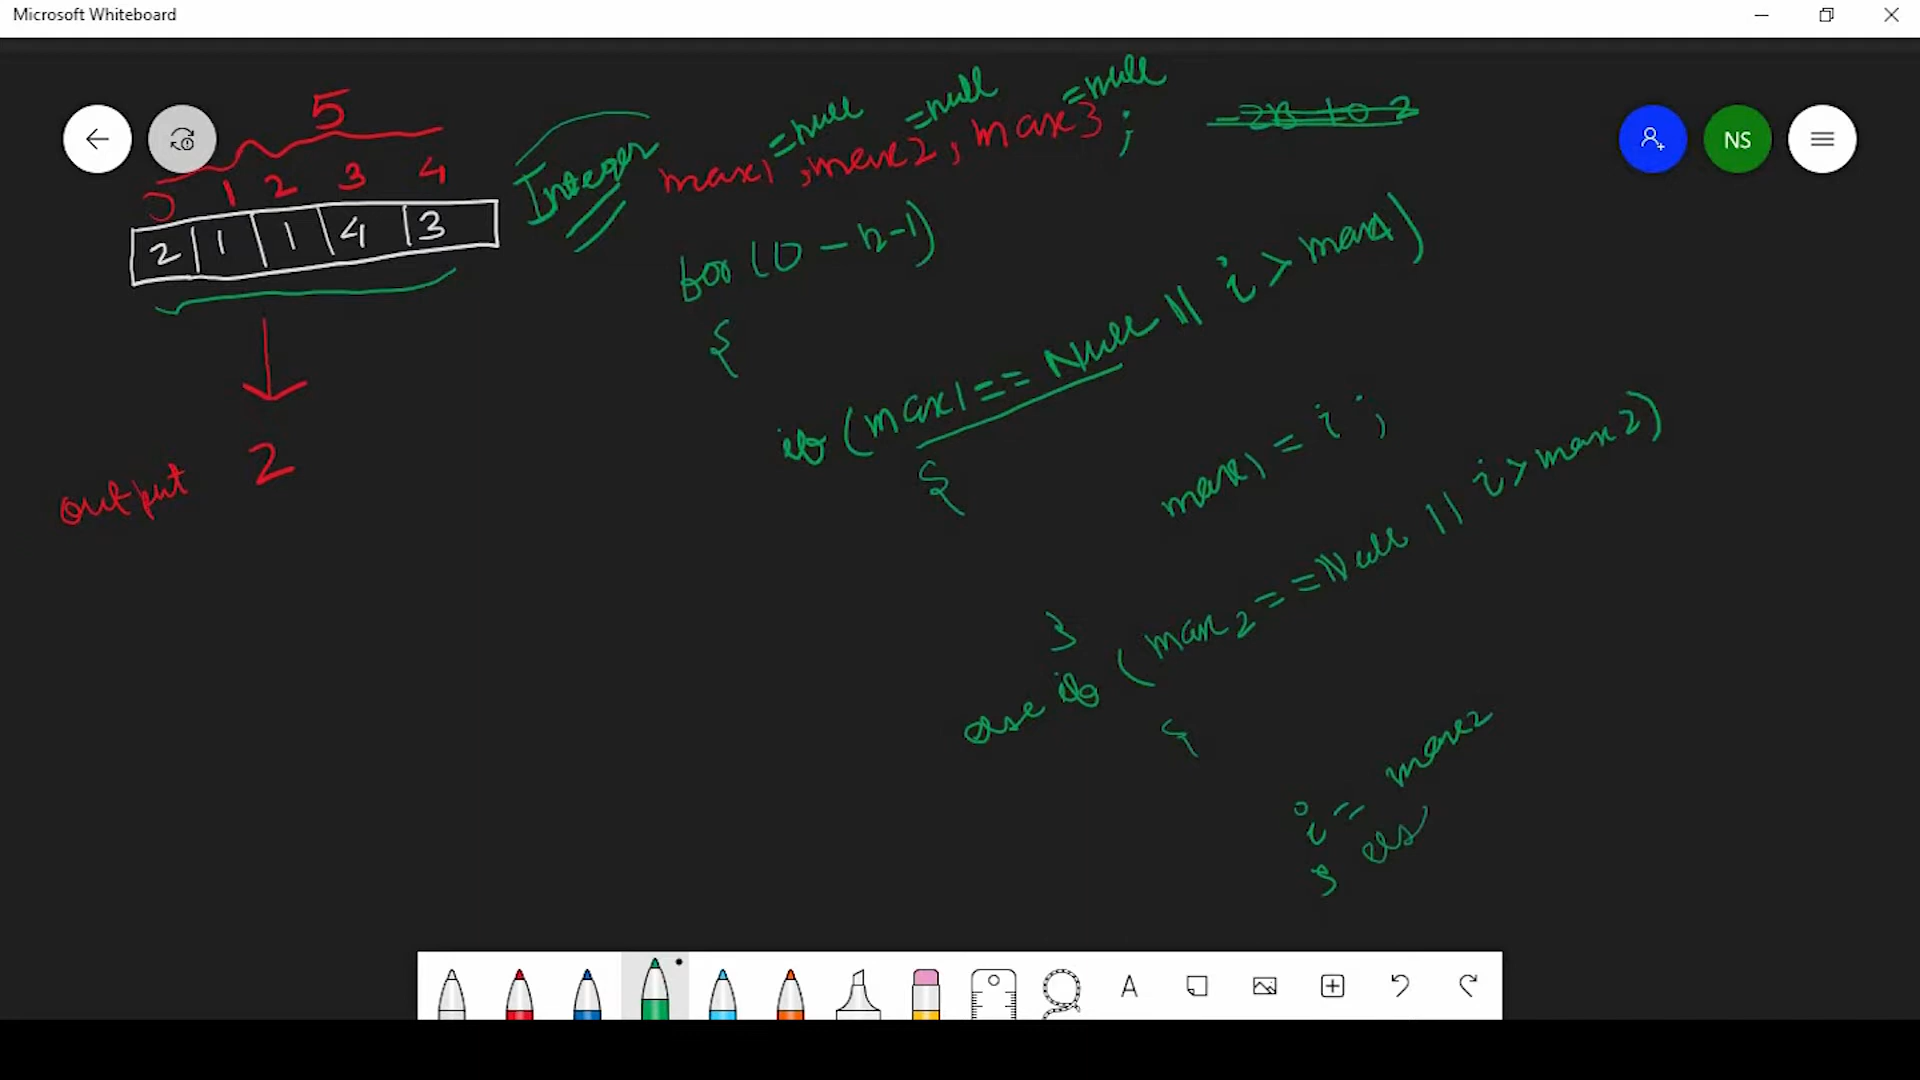 Microsoft Whiteboard
5
0 1 2 3 4
2 1 1 4 3
Integer max1 =null, max2 =null, max3 =null;
NS
for (0 - n-1)
{
if (max1 == Null || i > max1)
{
max1 = i ;
}
else if (max2 == Null || i > max2)
{
i = max2
} els
output 2
A